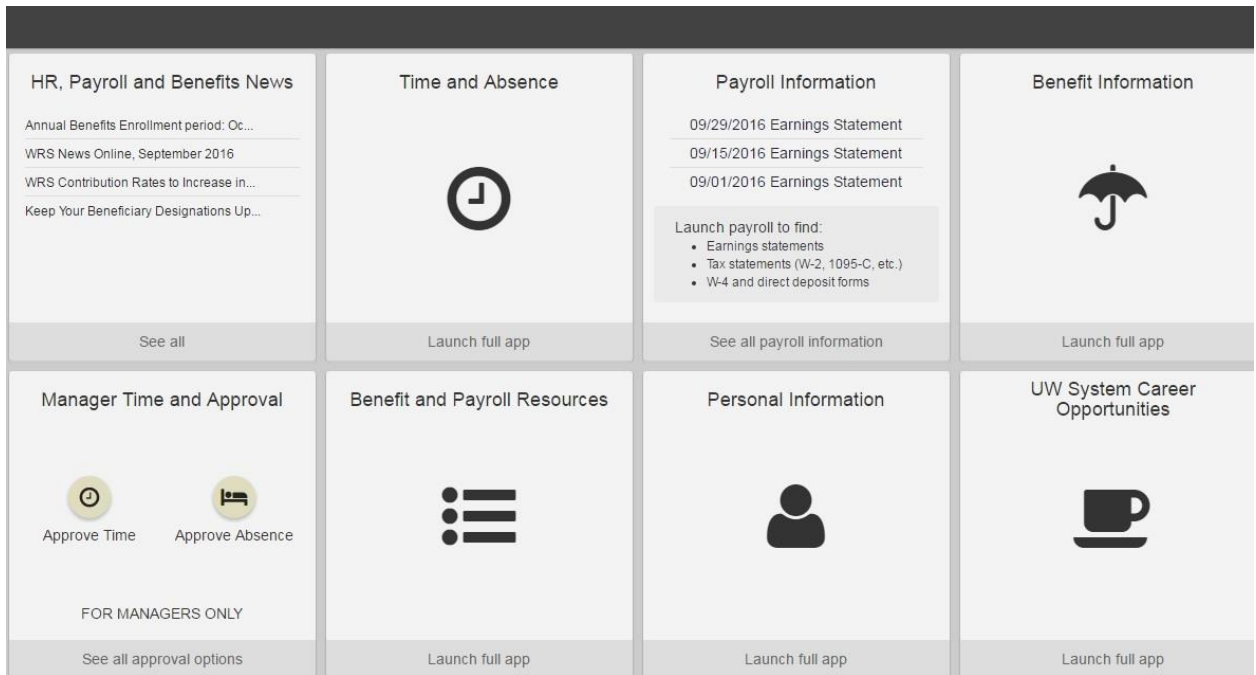 HR, Payroll and Benefits News
Annual Benefits Enrollment period: Oc...
WRS News Online, September 2016
WRS Contribution Rates to Increase in...
Keep Your Beneficiary Designations Up...
See all
Time and Absence
Launch full app
Payroll Information
09/29/2016 Earnings Statement
09/15/2016 Earnings Statement
09/01/2016 Earnings Statement
Launch payroll to find:
• Earnings statements
• Tax statements (W-2, 1095-C, etc.)
• W-4 and direct deposit forms
See all payroll information
Benefit Information
Launch full app
Manager Time and Approval
Approve Time
Approve Absence
FOR MANAGERS ONLY
See all approval options
Benefit and Payroll Resources
Launch full app
Personal Information
Launch full app
UW System Career
Opportunities
Launch full app